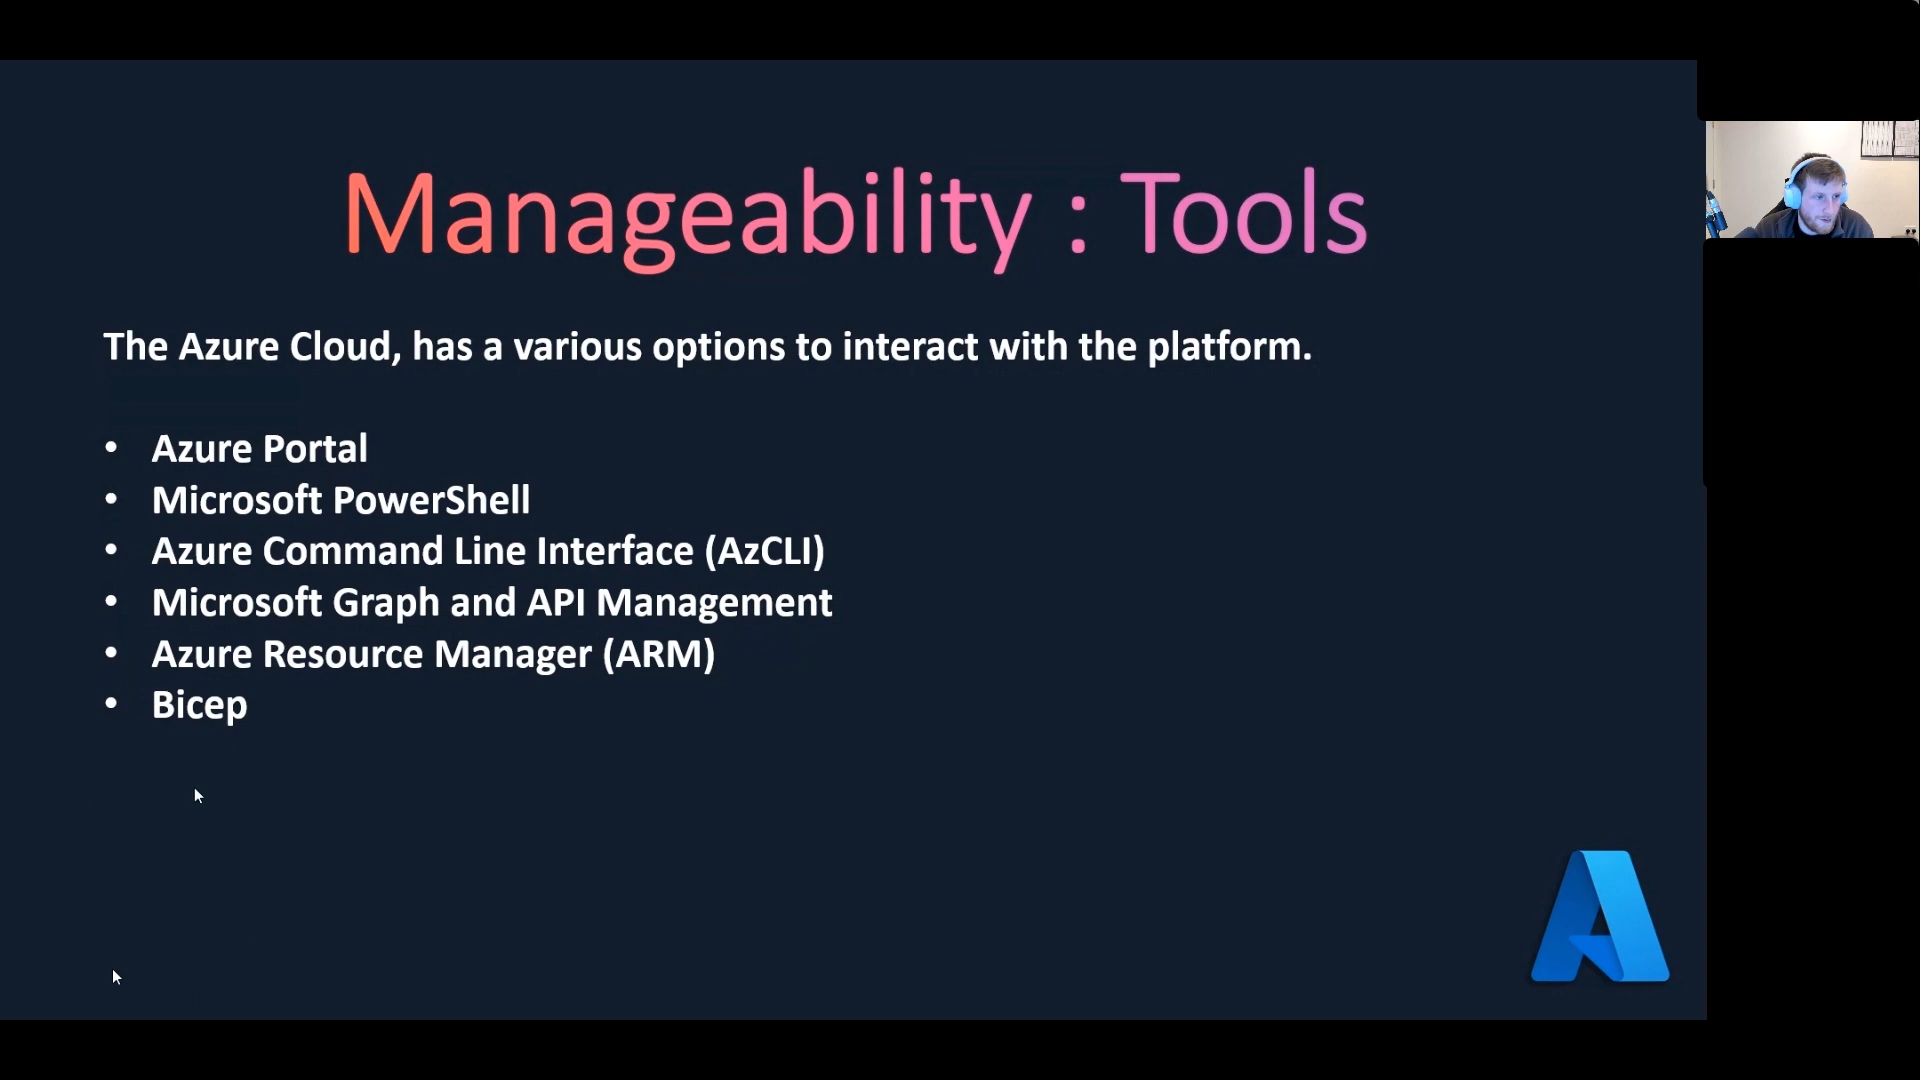 Manageability : Tools
The Azure Cloud, has a various options to interact with the platform.
• Azure Portal
• Microsoft PowerShell
• Azure Command Line Interface (AzCLI)
• Microsoft Graph and API Management
• Azure Resource Manager (ARM)
• Bicep